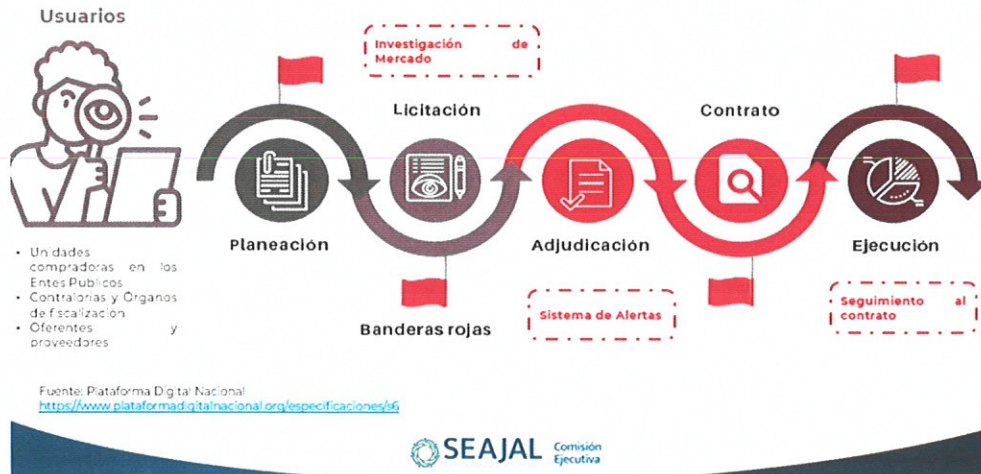 Usuarios
Investigación de
Mercado
Licitación
Contrato
Planeación
Adjudicación
Ejecución
• Unidades
compradoras en los
Entes Publicos
• Contralorias y Órganos
de fiscalización
• Oferentes y
proveedores
Banderas rojas
Sistema de Alertas
Seguimiento al
contrato
Fuente: Plataforma Digital Nacional
https://www.plataformadigitalnacional.org/especificaciones/s6
SEAJAL Comisión
Ejecutiva